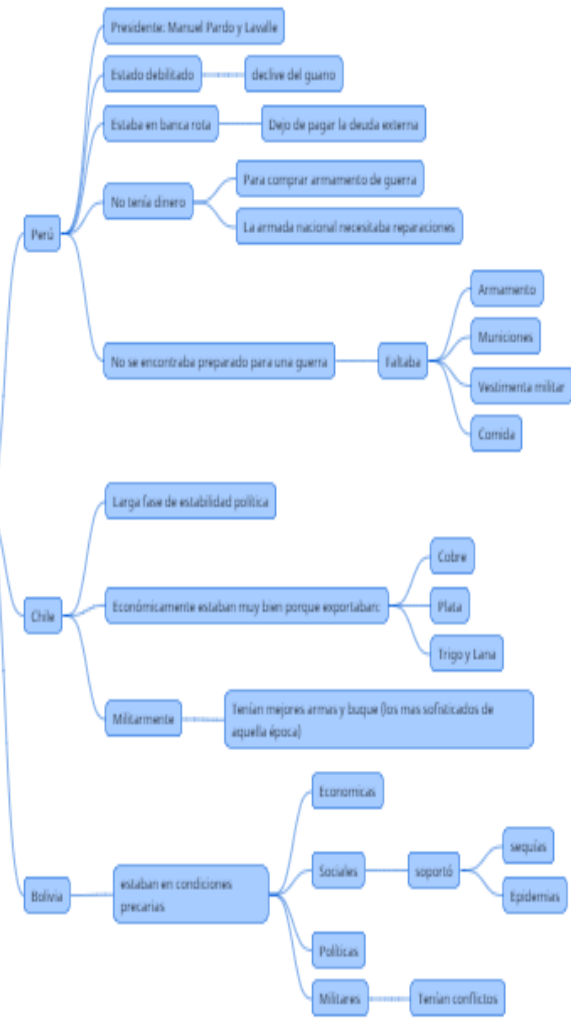 Perú
Presidente: Manuel Pardo y Lavalle
Estado debilitado
declive del guano
Estaba en banca rota
Dejo de pagar la deuda externa
No tenía dinero
Para comprar armamento de guerra
La armada nacional necesitaba reparaciones
No se encontraba preparado para una guerra
Faltaba
Armamento
Municiones
Vestimenta militar
Comida
Chile
Larga fase de estabilidad política
Económicamente estaban muy bien porque exportaban:
Cobre
Plata
Trigo y Lana
Militarmente
Tenían mejores armas y buque (los mas sofisticados de
aquella época)
Bolivia
estaban en condiciones
precarias
Economicas
Sociales
soportó
sequías
Epidemias
Políticas
Militares
Tenían conflictos